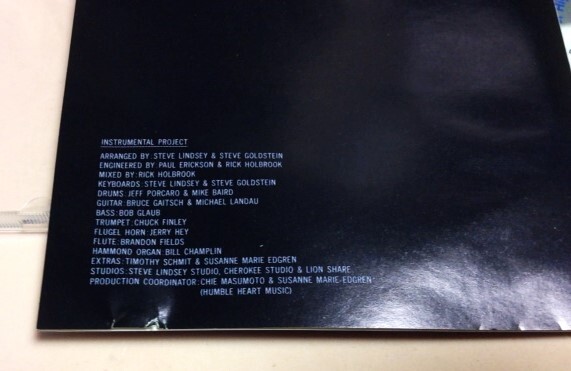 INSTRUMENTAL PROJECT
ARRANGED BY:STEVE LINDSEY & STEVE GOLDSTEIN
ENGINEERED BY:PAUL ERICKSON & RICK HOLBROOK
MIXED BY:RICK HOLBROOK
KEYBOARDS:STEVE LINDSEY & STEVE GOLDSTEIN
DRUMS:JEFF PORCARO & MIKE BAIRD
GUITAR:BRUCE GAITSCH & MICHAEL LANDAU
BASS:BOB GLAUB
TRUMPET:CHUCK FINLEY
FLUGEL HORN:JERRY HEY
FLUTE:BRANDON FIELDS
HAMMOND ORGAN:BILL CHAMPLIN
EXTRAS:TIMOTHY SCHMIT & SUSANNE MARIE EDGREN
STUDIOS:STEVE LINDSEY STUDIO, CHEROKEE STUDIO & LION SHARE
PRODUCTION COORDINATOR:CHIE MASUMOTO & SUSANNE MARIE EDGREN
(HUMBLE HEART MUSIC)